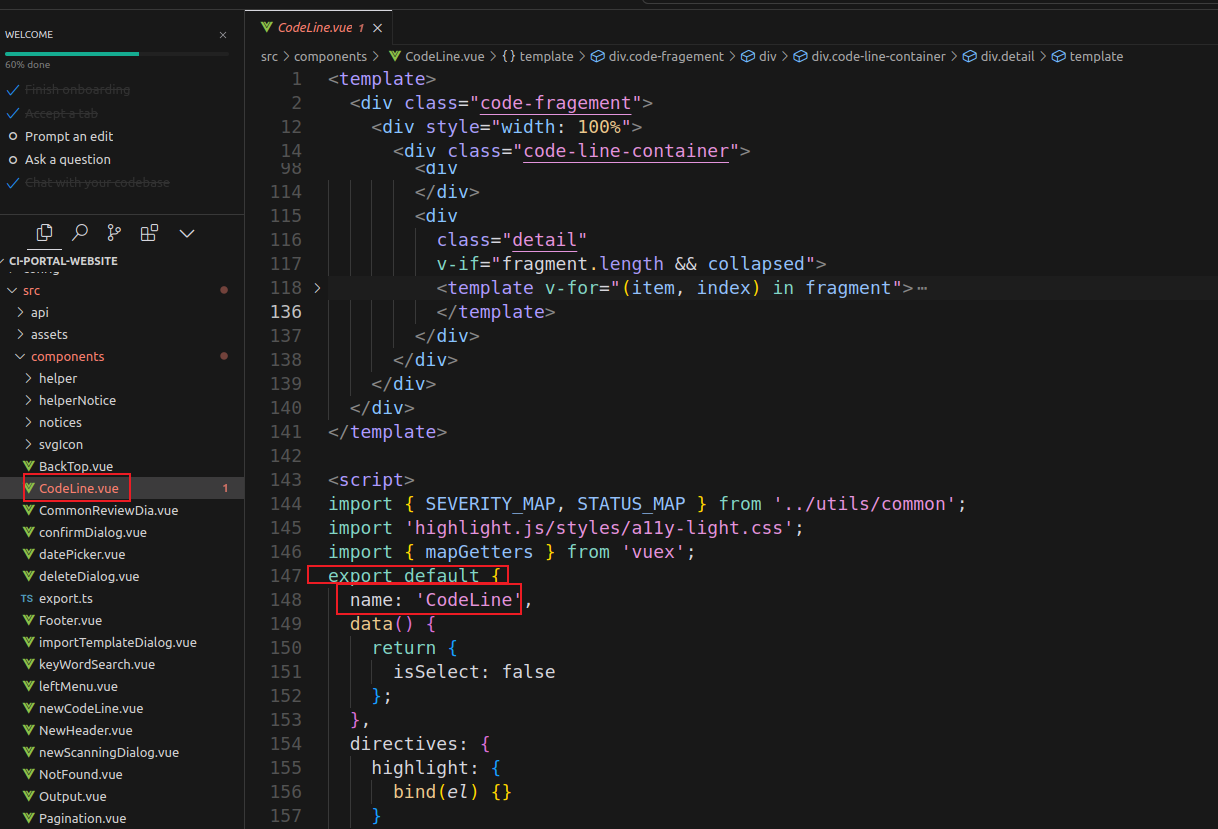 WELCOME
60% done
Finish onboarding
Accept a tab
Prompt an edit
Ask a question
Chat with your codebase
CI-PORTAL-WEBSITE
config
src
api
assets
components
helper
helperNotice
notices
svgIcon
BackTop.vue
CodeLine.vue 1
CommonReviewDia.vue
confirmDialog.vue
datePicker.vue
deleteDialog.vue
TS export.ts
Footer.vue
importTemplateDialog.vue
keyWordSearch.vue
leftMenu.vue
newCodeLine.vue
NewHeader.vue
newScanningDialog.vue
NotFound.vue
Output.vue
Pagination.vue
CodeLine.vue 1
src > components > CodeLine.vue > {} template > div.code-fragement > div > div.code-line-container > div.detail > template
1 <template>
2 <div class="code-fragement">
12 <div style="width: 100%">
14 <div class="code-line-container">
98 <div
114 </div>
115 <div
116 class="detail"
117 v-if="fragment.length && collapsed">
118 <template v-for="(item, index) in fragment">⋯
136 </template>
137 </div>
138 </div>
139 </div>
140 </div>
141 </template>
142
143 <script>
144 import { SEVERITY_MAP, STATUS_MAP } from '../utils/common';
145 import 'highlight.js/styles/a11y-light.css';
146 import { mapGetters } from 'vuex';
147 export default {
148 name: 'CodeLine',
149 data() {
150 return {
151 isSelect: false
152 };
153 },
154 directives: {
155 highlight: {
156 bind(el) {}
157 }